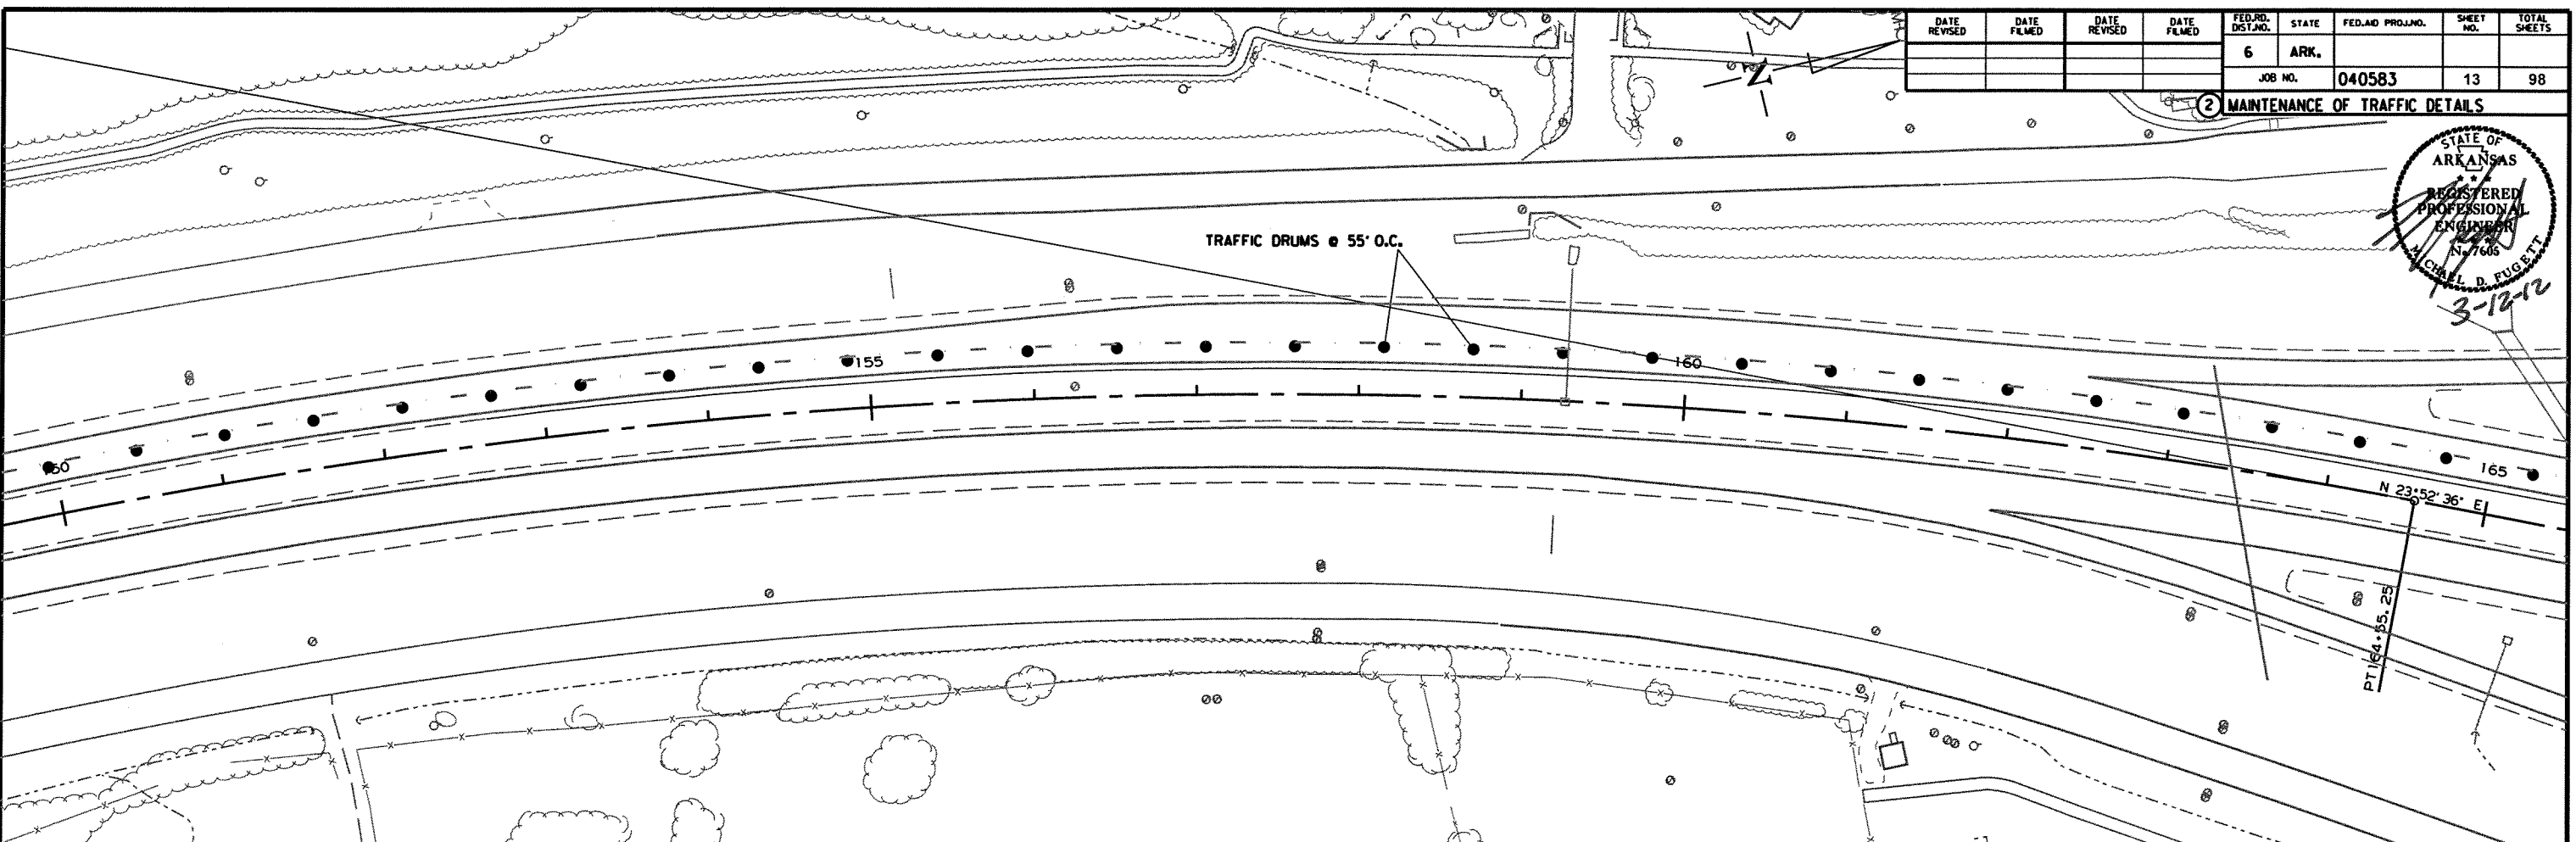 DATE REVISED
DATE FILMED
DATE REVISED
DATE FILMED
FED.RD. DIST.NO.
STATE
FED.AID PROJ.NO.
SHEET NO.
TOTAL SHEETS
6
ARK.
JOB NO.
040583
13
98
2
MAINTENANCE OF TRAFFIC DETAILS
STATE OF
ARKANSAS
REGISTERED
PROFESSIONAL
ENGINEER
No. 7605
MICHAEL D. FUGETT
3-12-12
N
TRAFFIC DRUMS @ 55' O.C.
150
155
160
165
N 23°52'36" E
PT 164+55.25